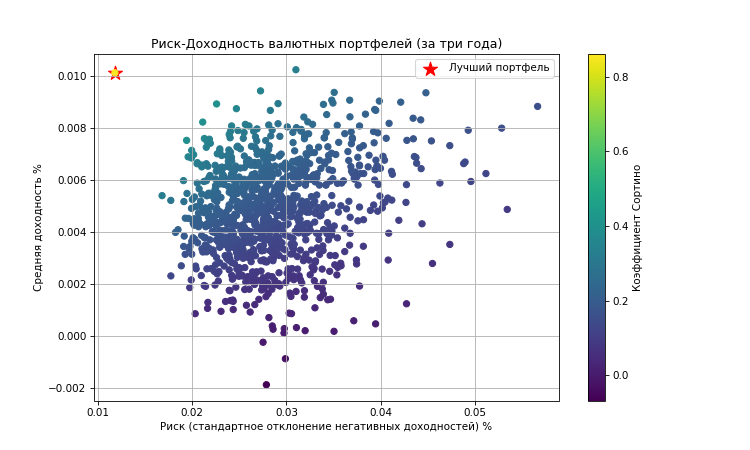 Риск-Доходность валютных портфелей (за три года)
Лучший портфель
0.010
0.008
0.006
0.004
0.002
0.000
−0.002
Средняя доходность %
0.01 0.02 0.03 0.04 0.05
Риск (стандартное отклонение негативных доходностей) %
0.8
0.6
0.4
0.2
0.0
Коэффициент Сортино